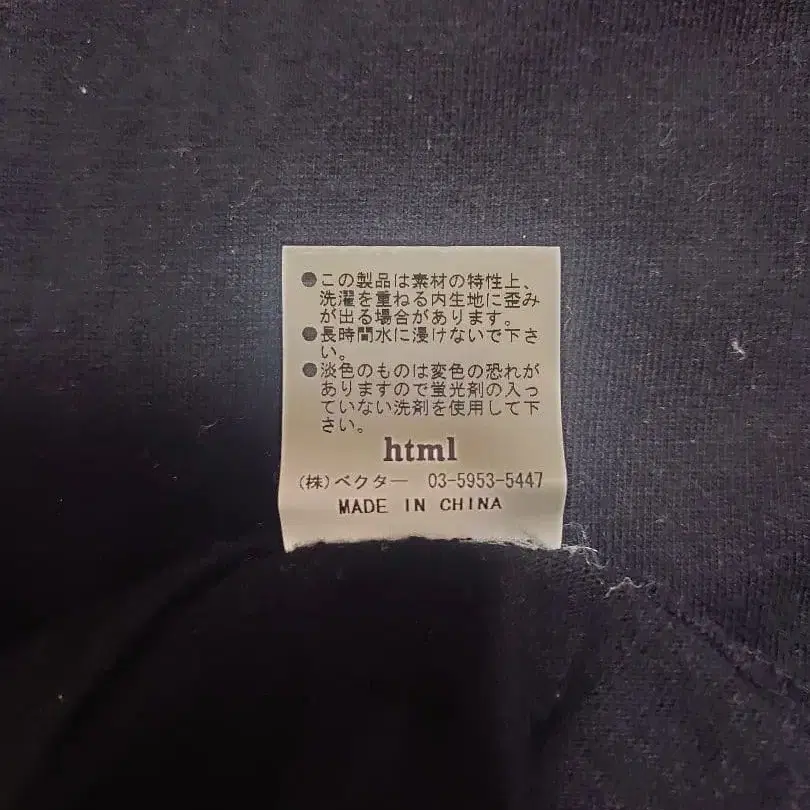 ●この製品は素材の特性上、
洗濯を重ねる内生地に歪み
が出る場合があります。
●長時間水に浸けないで下さ
い。
●淡色のものは変色の恐れが
ありますので蛍光剤の入っ
ていない洗剤を使用して下
さい。
html
(株)ベクター 03-5953-5447
MADE IN CHINA